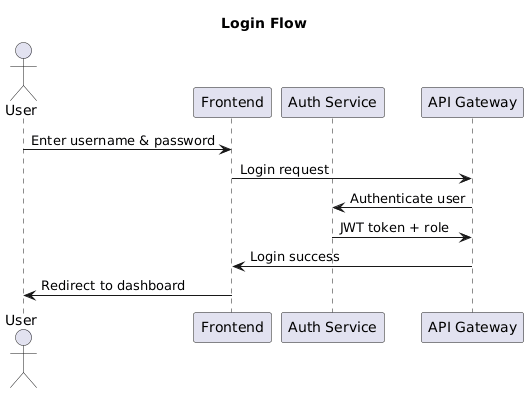 Login Flow
User
Frontend
Auth Service
API Gateway
Enter username & password
Login request
Authenticate user
JWT token + role
Login success
Redirect to dashboard
User
Frontend
Auth Service
API Gateway